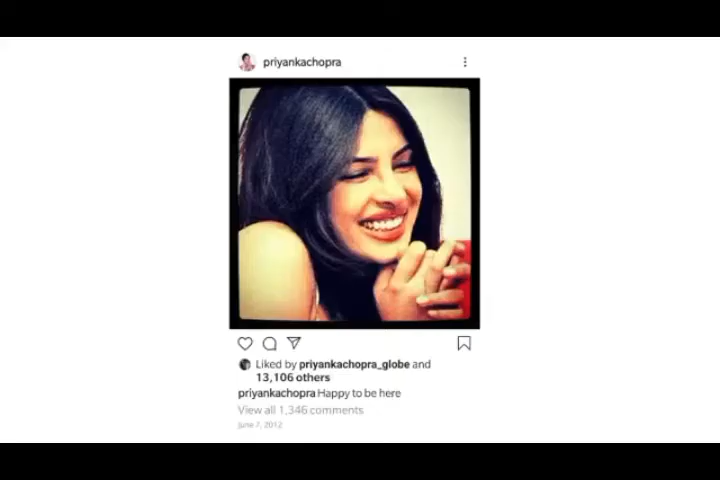 priyankachopra
Liked by priyankachopra_globe and
13,106 others
priyankachopra Happy to be here
View all 1,346 comments
June 7, 2012